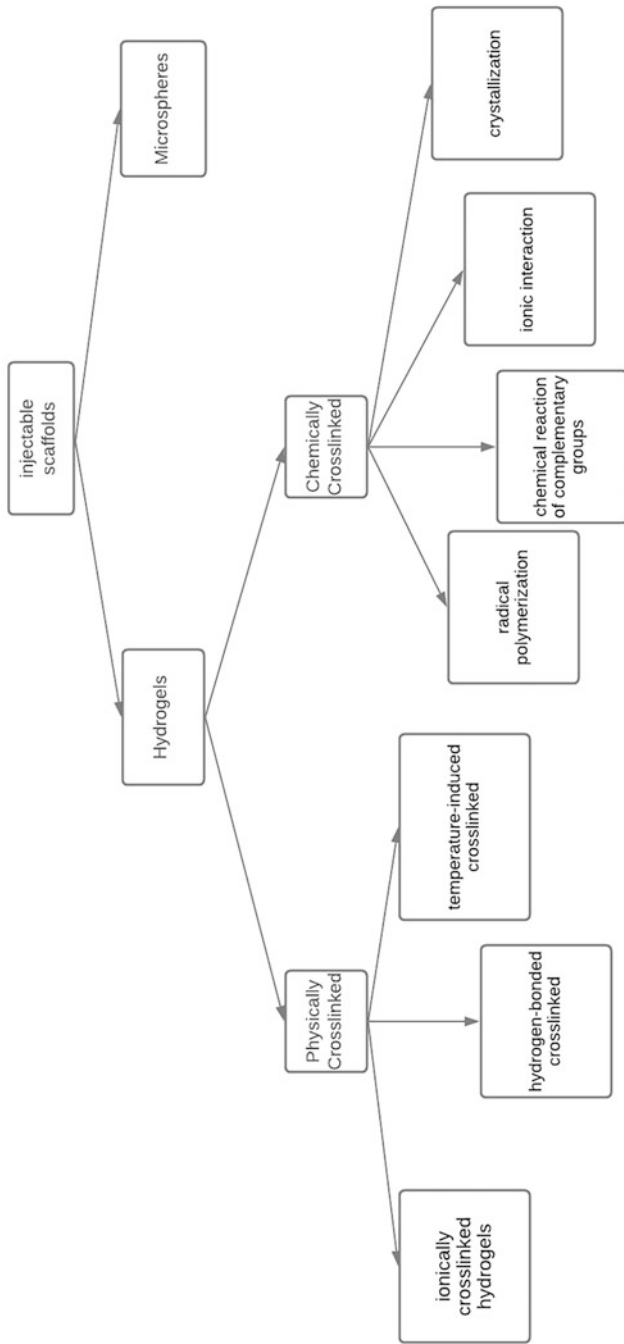 injectable
scaffolds
Hydrogels
Microspheres
Physically
Crosslinked
Chemically
Crosslinked
ionically
crosslinked
hydrogels
hydrogen-bonded
crosslinked
temperature-induced
crosslinked
radical
polymerization
chemical reaction
of complementary
groups
ionic interaction
crystallization